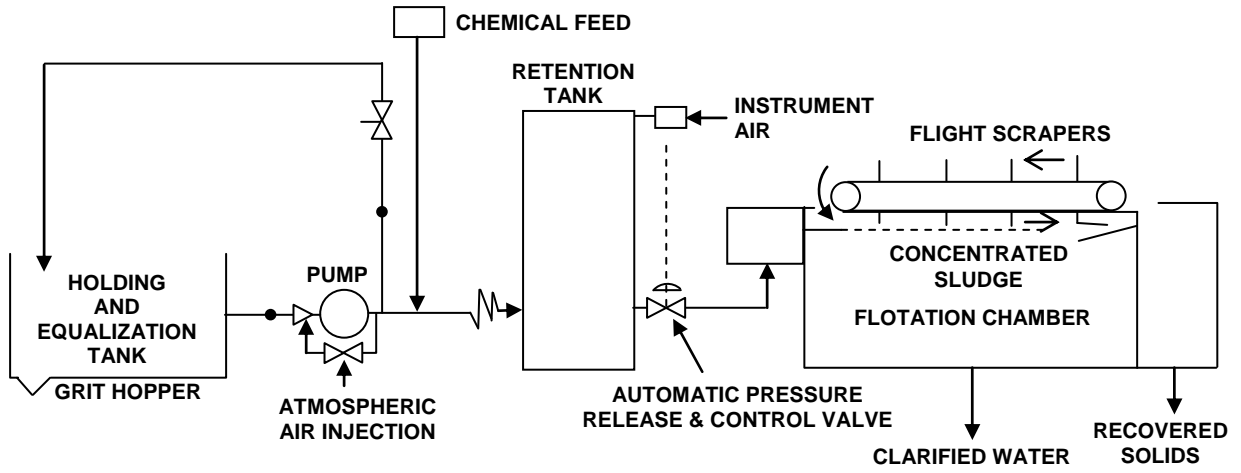 CHEMICAL FEED
RETENTION
TANK
INSTRUMENT
AIR
FLIGHT SCRAPERS
HOLDING
AND
EQUALIZATION
TANK
GRIT HOPPER
PUMP
ATMOSPHERIC
AIR INJECTION
CONCENTRATED
SLUDGE
FLOTATION CHAMBER
AUTOMATIC PRESSURE
RELEASE & CONTROL VALVE
CLARIFIED WATER
RECOVERED
SOLIDS